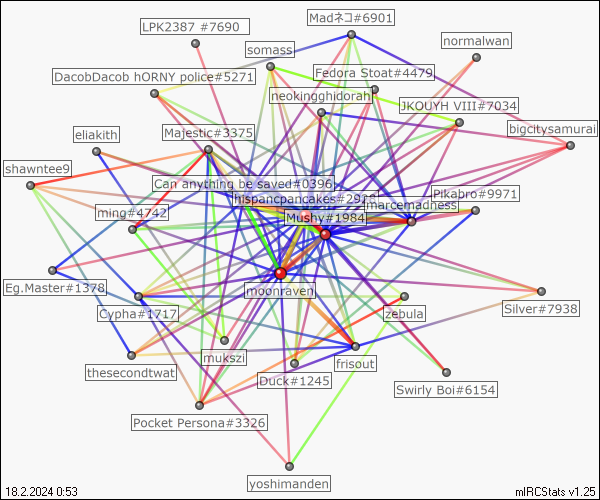 LPK2387 #7690
Madネコ#6901
somass
normalwan
DacobDacob hORNY police#5271
Fedora Stoat#4479
neokingghidorah
JKOUYH VIII#7034
eliakith
Majestic#3375
bigcitysamurai
shawntee9
Can anything be saved#0396
hispancpancakes#2928
Pikabro#9971
ming#4742
marcemadness
Mushy#1984
Eg.Master#1378
moonraven
Cypha#1717
zebula
Silver#7938
mukszi
frisout
thesecondtwat
Duck#1245
Swirly Boi#6154
Pocket Persona#3326
yoshimanden
18.2.2024 0:53
mIRCStats v1.25